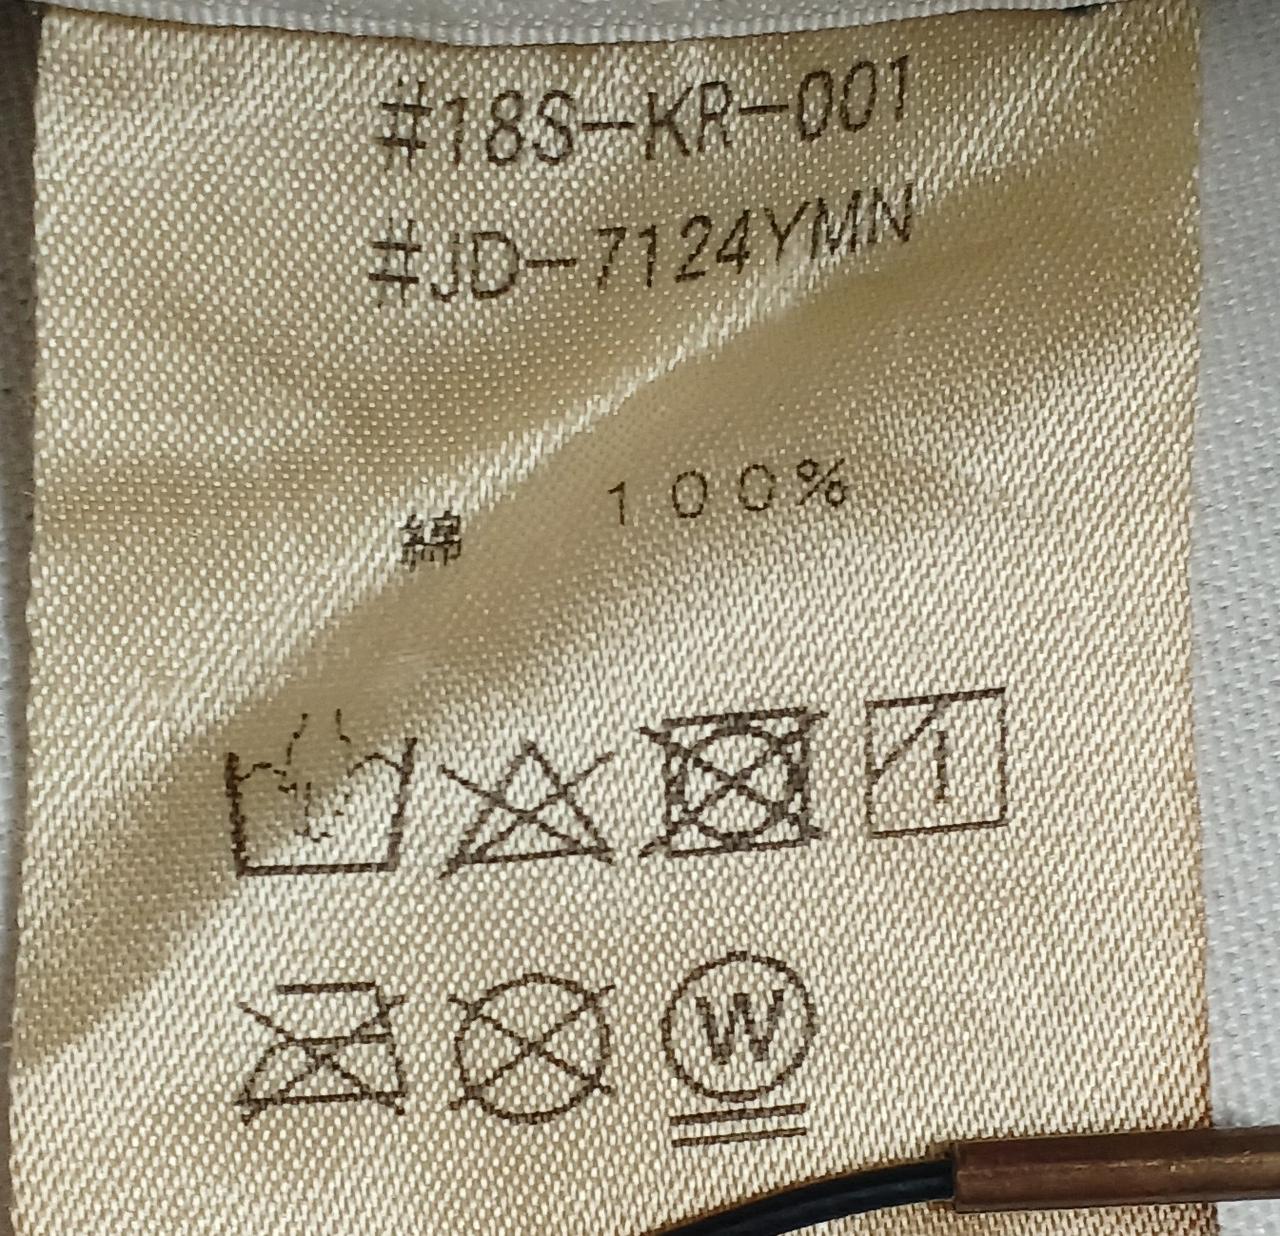 #18S-KR-001
#JD-7124YMN
綿 100%
W